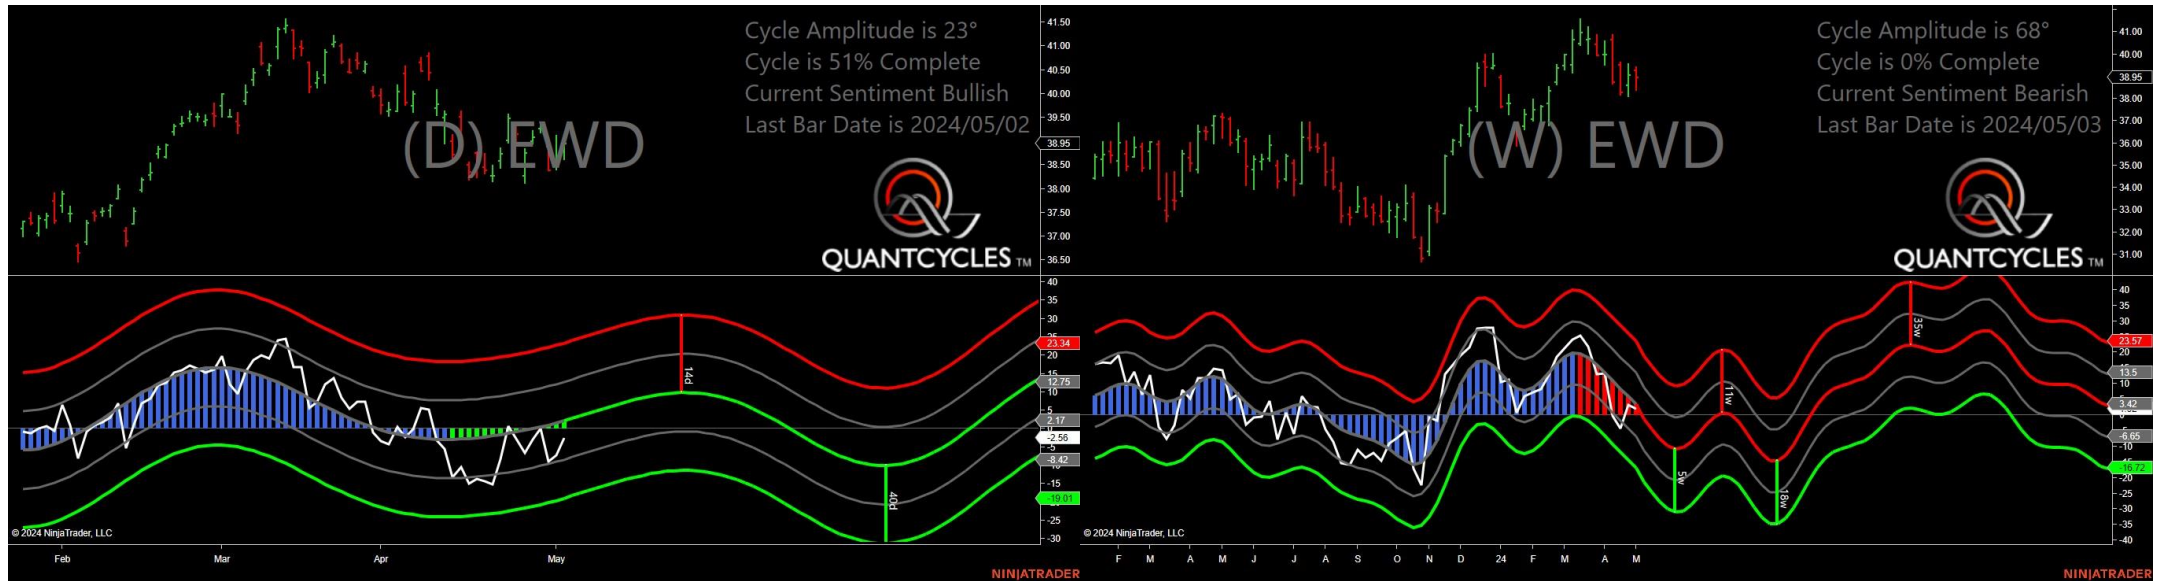 Cycle Amplitude is 23°
Cycle is 51% Complete
Current Sentiment Bullish
Last Bar Date is 2024/05/02
(D) EWD
QUANTCYCLES TM
41.50
41.00
40.50
40.00
39.50
38.95
38.50
38.00
37.50
37.00
36.50
40
35
30
25
23.34
20
15
12.75
10
5
2.17
0
-2.56
-5
-8.42
-15
-19.01
-25
-30
14d
40d
© 2024 NinjaTrader, LLC
Feb Mar Apr May
NINJATRADER
Cycle Amplitude is 68°
Cycle is 0% Complete
Current Sentiment Bearish
Last Bar Date is 2024/05/03
(W) EWD
QUANTCYCLES TM
41.00
40.00
38.95
38.00
37.00
36.00
35.00
34.00
33.00
32.00
31.00
40
35
30
23.57
20
13.5
10
3.42
-6.65
-10
-16.72
-20
-25
-30
-35
-40
35w
11w
5w
18w
© 2024 NinjaTrader, LLC
F M A M J J A S O N D 24 F M A M
NINJATRADER